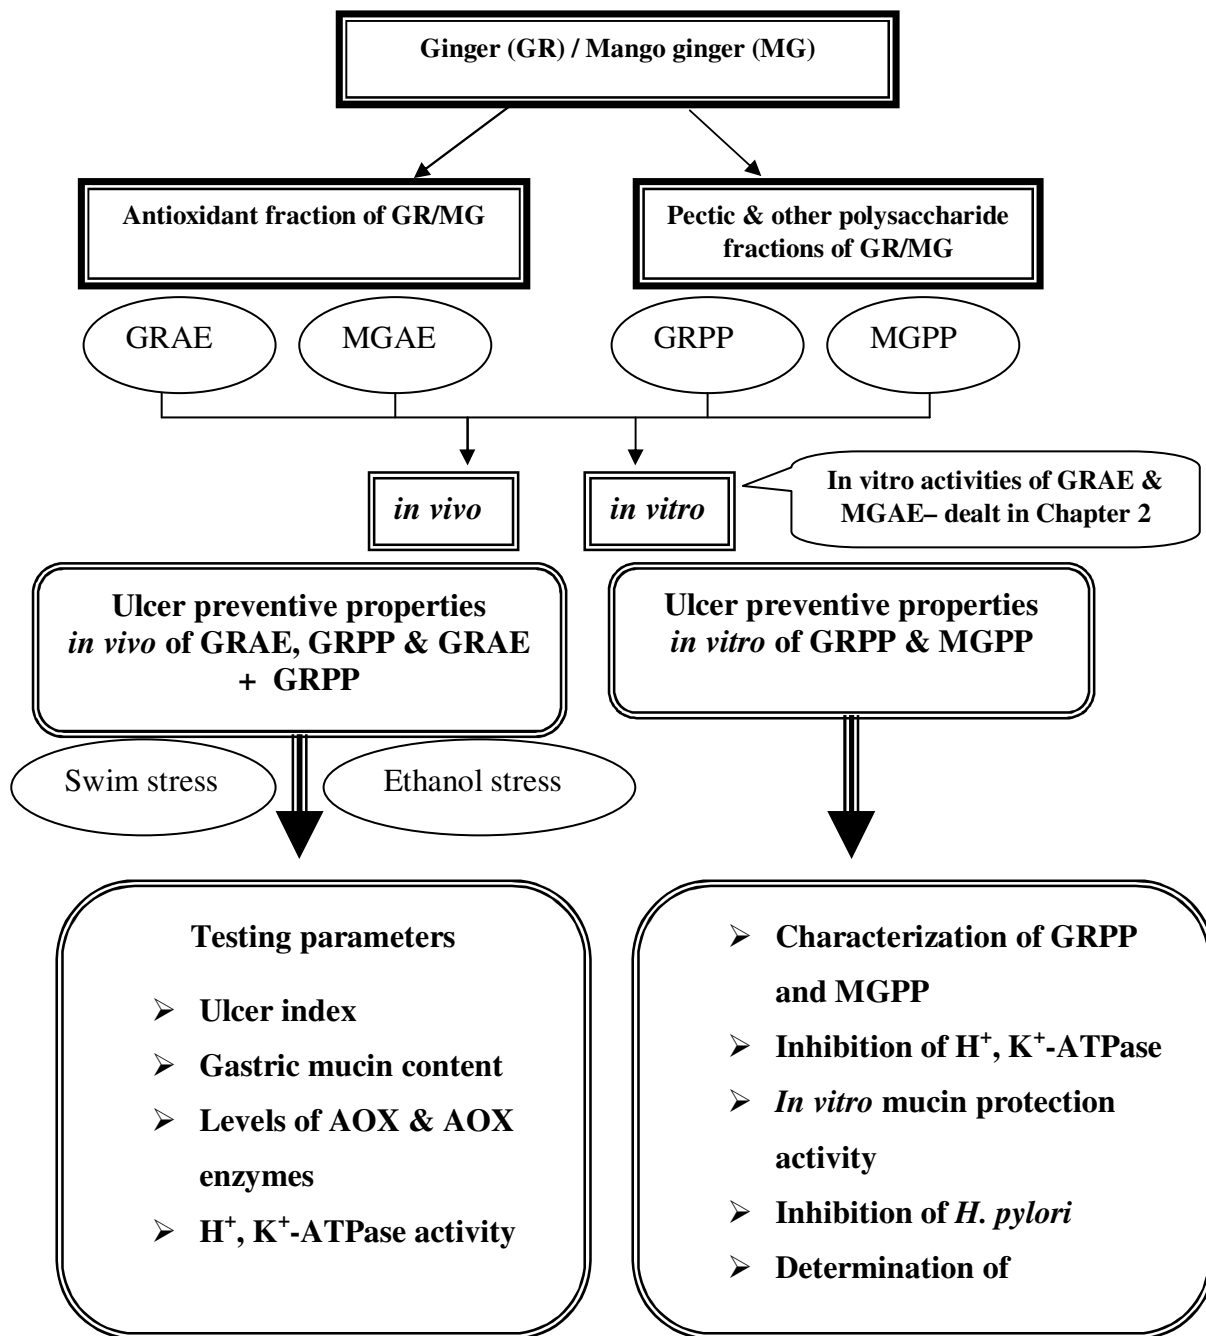 Ginger (GR) / Mango ginger (MG)
Antioxidant fraction of GR/MG
Pectic & other polysaccharide
fractions of GR/MG
GRAE
MGAE
GRPP
MGPP
in vivo
in vitro
In vitro activities of GRAE &
MGAE– dealt in Chapter 2
Ulcer preventive properties
in vivo of GRAE, GRPP & GRAE
+ GRPP
Ulcer preventive properties
in vitro of GRPP & MGPP
Swim stress
Ethanol stress
Testing parameters
➢ Ulcer index
➢ Gastric mucin content
➢ Levels of AOX & AOX
enzymes
➢ H⁺, K⁺-ATPase activity
➢ Characterization of GRPP
and MGPP
➢ Inhibition of H⁺, K⁺-ATPase
➢ In vitro mucin protection
activity
➢ Inhibition of H. pylori
➢ Determination of